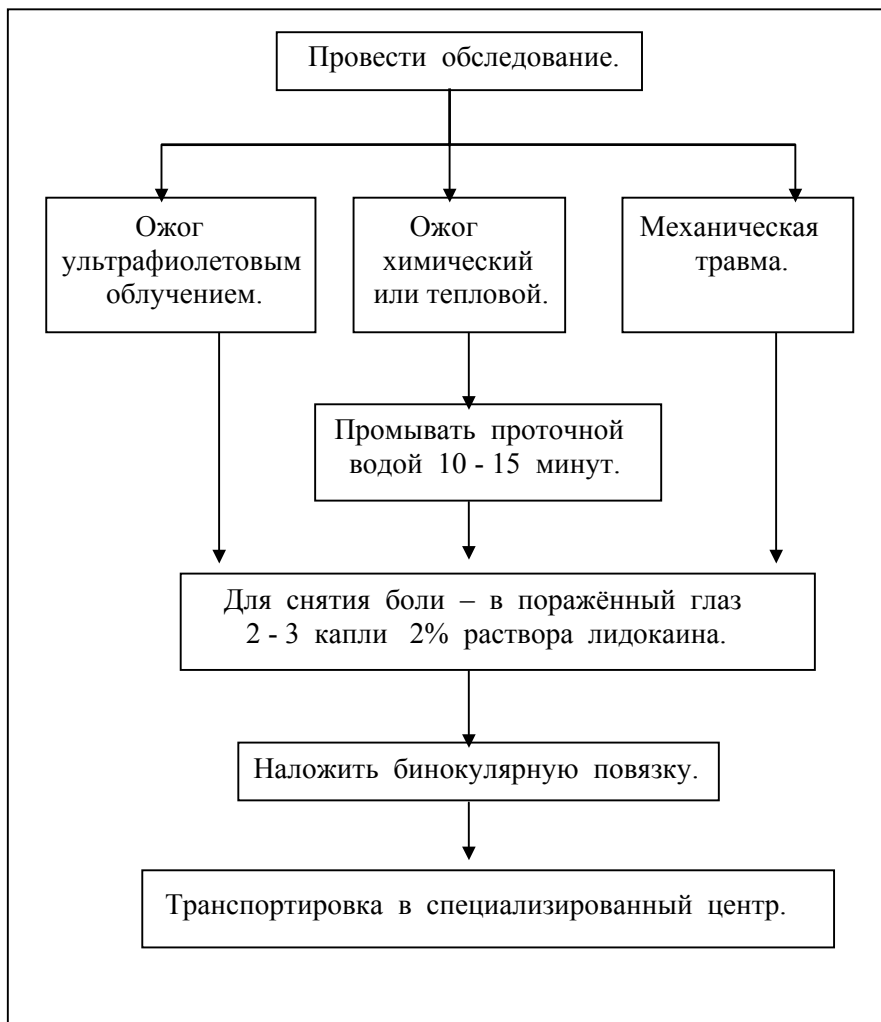 Провести обследование.
Ожог
ультрафиолетовым
облучением.
Ожог
химический
или тепловой.
Механическая
травма.
Промывать проточной
водой 10 - 15 минут.
Для снятия боли – в поражённый глаз
2 - 3 капли 2% раствора лидокаина.
Наложить бинокулярную повязку.
Транспортировка в специализированный центр.